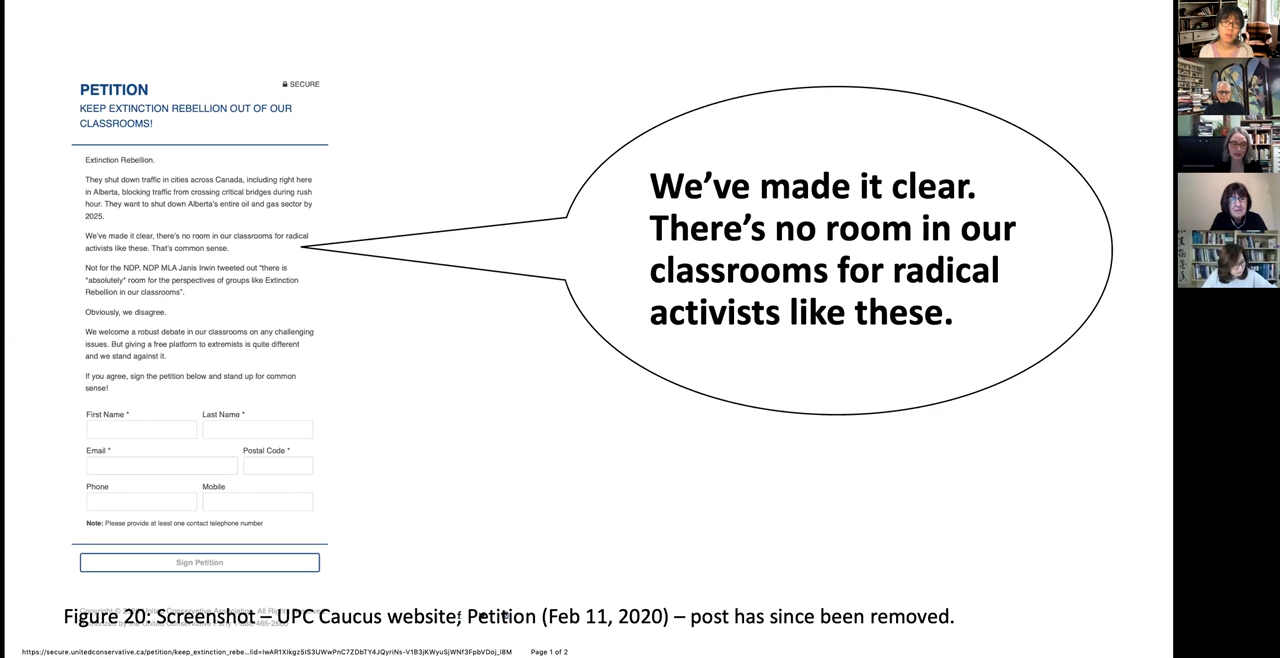 PETITION
SECURE
KEEP EXTINCTION REBELLION OUT OF OUR
CLASSROOMS!
Extinction Rebellion.
They shut down traffic in cities across Canada, including right here
in Alberta, blocking traffic from crossing critical bridges during rush
hour. They want to shut down Alberta's entire oil and gas sector by
2025.
We've made it clear, there's no room in our classrooms for radical
activists like these. That's common sense.
Not for the NDP. NDP MLA Janis Irwin tweeted out "there is
*absolutely* room for the perspectives of groups like Extinction
Rebellion in our classrooms".
Obviously, we disagree.
We welcome a robust debate in our classrooms on any challenging
issues. But giving a free platform to extremists is quite different
and we stand against it.
If you agree, sign the petition below and stand up for common
sense!
First Name * Last Name *
Email * Postal Code *
Phone Mobile
Note: Please provide at least one contact telephone number
Sign Petition
We've made it clear.
There's no room in our
classrooms for radical
activists like these.
Figure 20: Screenshot – UPC Caucus website; Petition (Feb 11, 2020) – post has since been removed.
Page 1 of 2